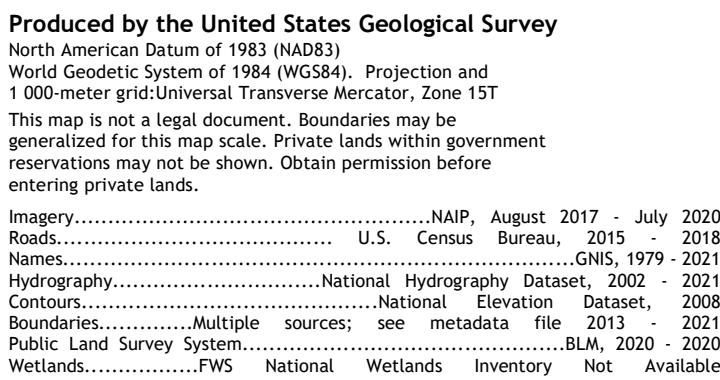 Produced by the United States Geological Survey
North American Datum of 1983 (NAD83)
World Geodetic System of 1984 (WGS84). Projection and
1 000-meter grid:Universal Transverse Mercator, Zone 15T
This map is not a legal document. Boundaries may be
generalized for this map scale. Private lands within government
reservations may not be shown. Obtain permission before
entering private lands.
Imagery............................................NAIP, August 2017 - July 2020
Roads.................................. U.S. Census Bureau, 2015 - 2018
Names...............................................................GNIS, 1979 - 2021
Hydrography..........................National Hydrography Dataset, 2002 - 2021
Contours.....................................National Elevation Dataset, 2008
Boundaries..............Multiple sources; see metadata file 2013 - 2021
Public Land Survey System........................................BLM, 2020 - 2020
Wetlands.................FWS National Wetlands Inventory Not Available